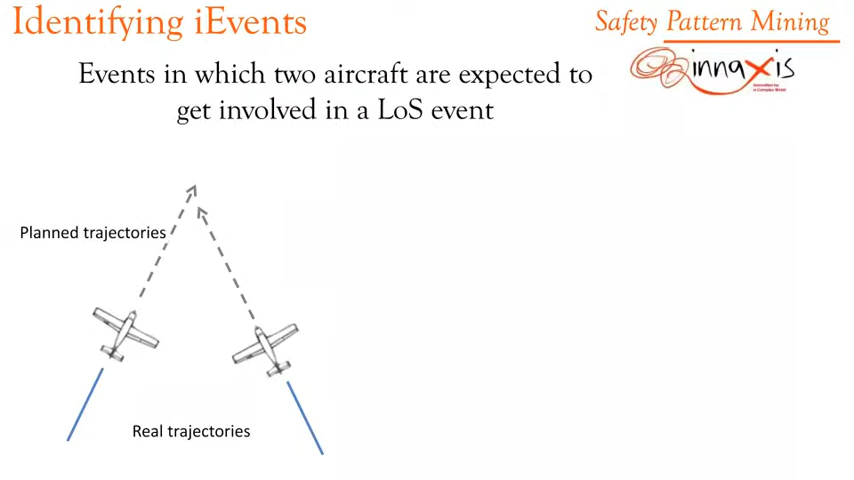 Identifying iEvents
Safety Pattern Mining
innaxis
Events in which two aircraft are expected to
get involved in a LoS event
Planned trajectories
Real trajectories